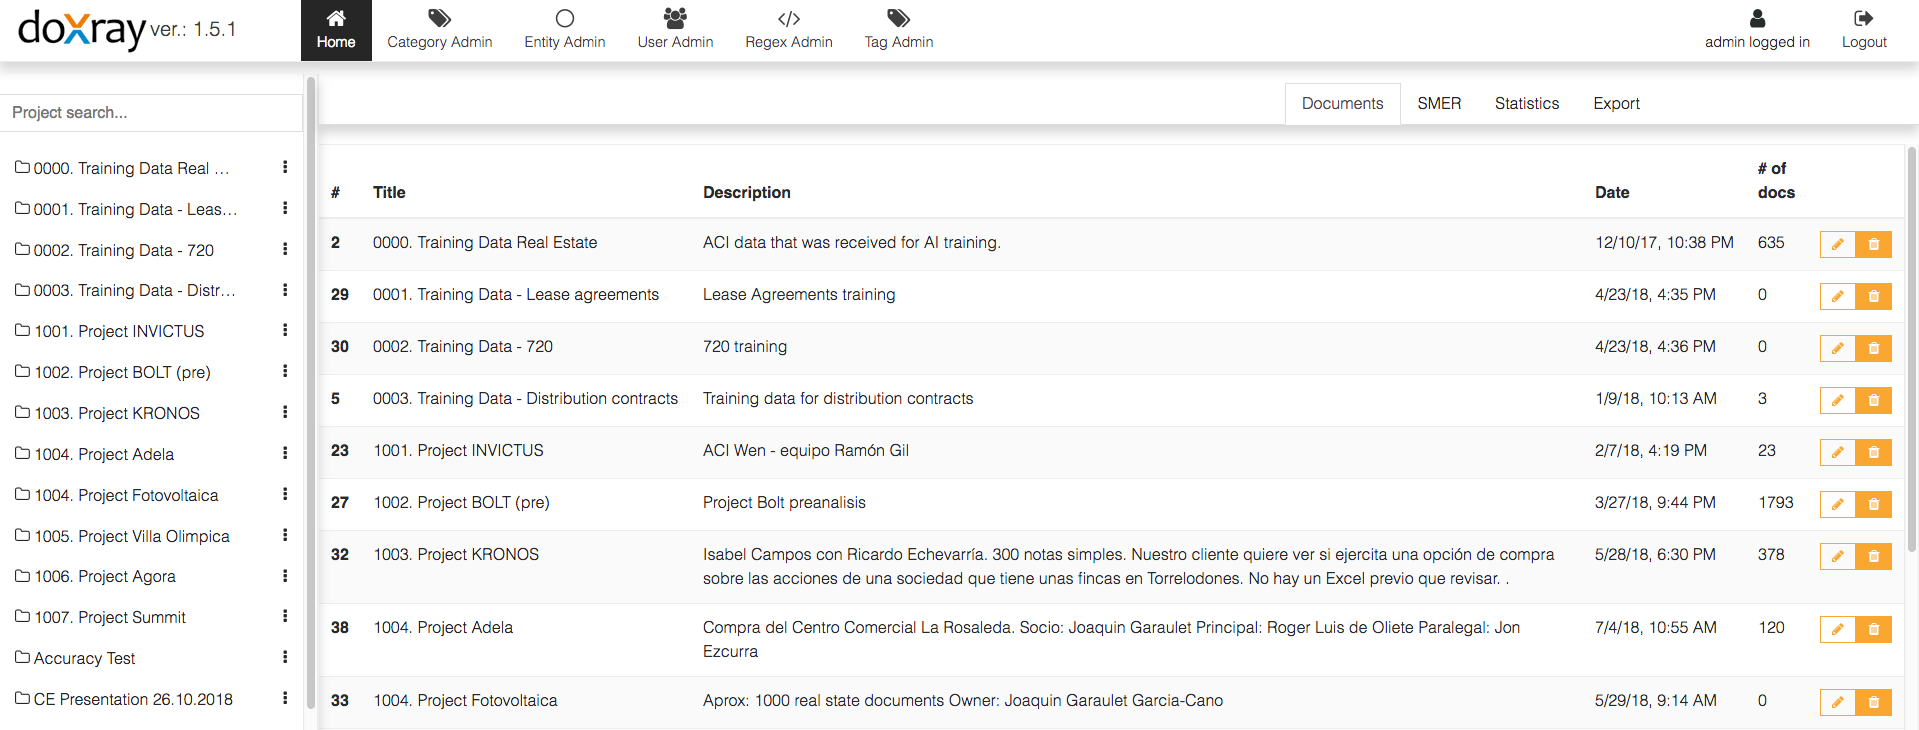 doXray ver.: 1.5.1
Home
Category Admin
Entity Admin
User Admin
Regex Admin
Tag Admin
admin logged in
Logout
Project search...
0000. Training Data Real ...
0001. Training Data - Leas...
0002. Training Data - 720
0003. Training Data - Distr...
1001. Project INVICTUS
1002. Project BOLT (pre)
1003. Project KRONOS
1004. Project Adela
1004. Project Fotovoltaica
1005. Project Villa Olimpica
1006. Project Agora
1007. Project Summit
Accuracy Test
CE Presentation 26.10.2018
Documents SMER Statistics Export
# Title Description Date # of
docs
2 0000. Training Data Real Estate ACI data that was received for AI training. 12/10/17, 10:38 PM 635
29 0001. Training Data - Lease agreements Lease Agreements training 4/23/18, 4:35 PM 0
30 0002. Training Data - 720 720 training 4/23/18, 4:36 PM 0
5 0003. Training Data - Distribution contracts Training data for distribution contracts 1/9/18, 10:13 AM 3
23 1001. Project INVICTUS ACI Wen - equipo Ramón Gil 2/7/18, 4:19 PM 23
27 1002. Project BOLT (pre) Project Bolt preanalisis 3/27/18, 9:44 PM 1793
32 1003. Project KRONOS Isabel Campos con Ricardo Echevarría. 300 notas simples. Nuestro cliente quiere ver si ejercita una opción de compra 5/28/18, 6:30 PM 378
sobre las acciones de una sociedad que tiene unas fincas en Torrelodones. No hay un Excel previo que revisar. .
38 1004. Project Adela Compra del Centro Comercial La Rosaleda. Socio: Joaquin Garaulet Principal: Roger Luis de Oliete Paralegal: Jon 7/4/18, 10:55 AM 120
Ezcurra
33 1004. Project Fotovoltaica Aprox: 1000 real state documents Owner: Joaquin Garaulet Garcia-Cano 5/29/18, 9:14 AM 0